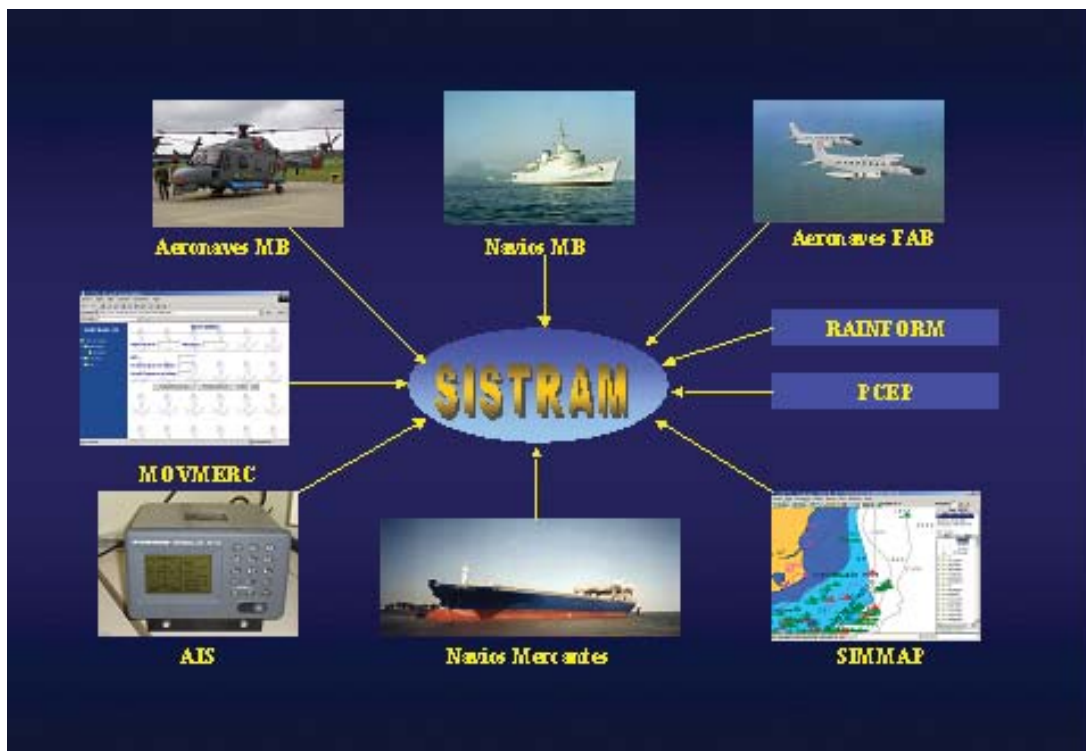 Aeronaves MB
Navios MB
Aeronaves FAB
RAINFORM
SISTRAM
PCEP
MOVMERC
AIS
Navios Mercantes
SIMMAP